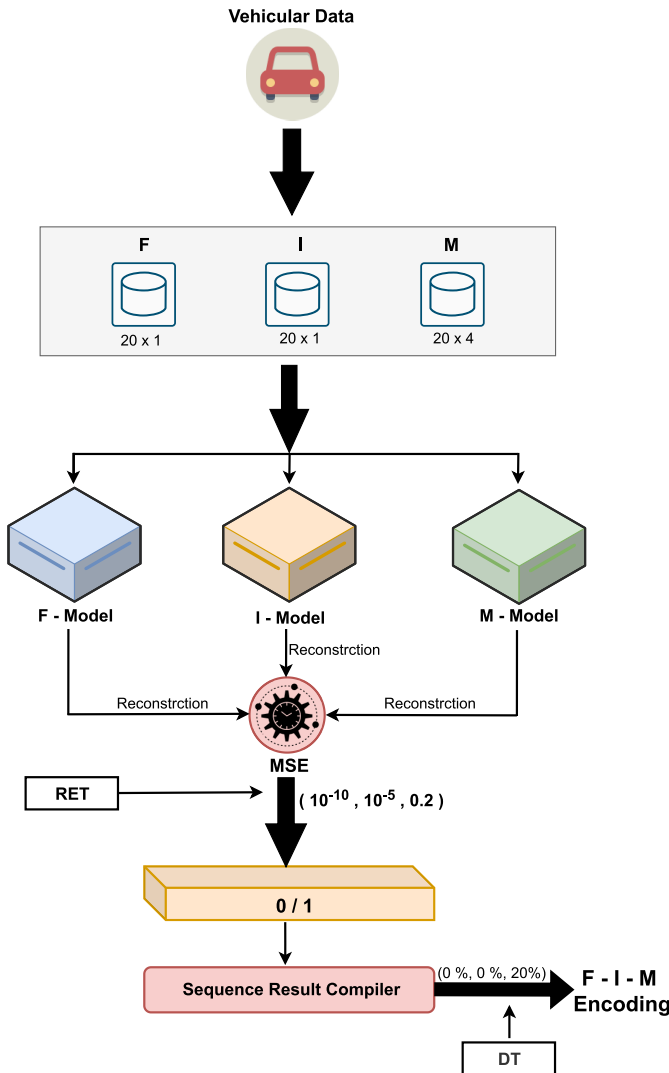 Vehicular Data
F
I
M
20 x 1
20 x 1
20 x 4
F - Model
I - Model
M - Model
Reconstrction
Reconstrction
Reconstrction
MSE
RET
( 10⁻¹⁰ , 10⁻⁵ , 0.2 )
0 / 1
Sequence Result Compiler
(0 %, 0 %, 20%)
F - I - M
Encoding
DT